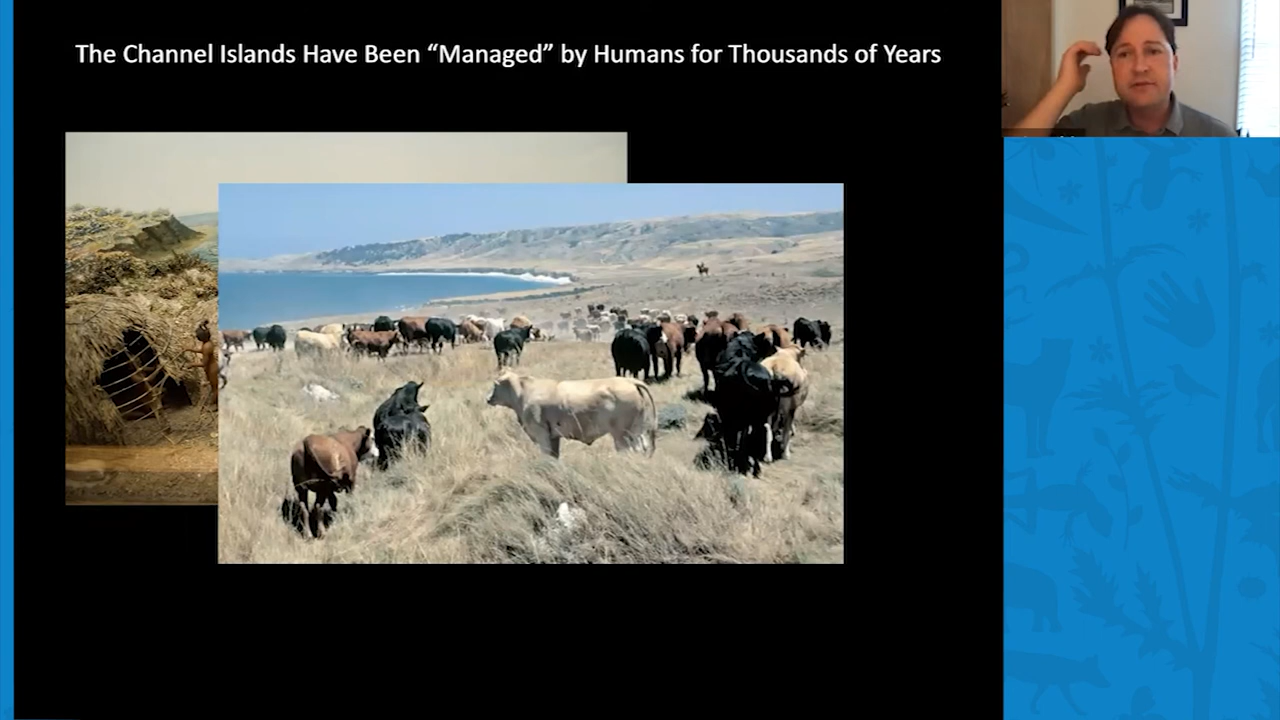 The Channel Islands Have Been “Managed” by Humans for Thousands of Years